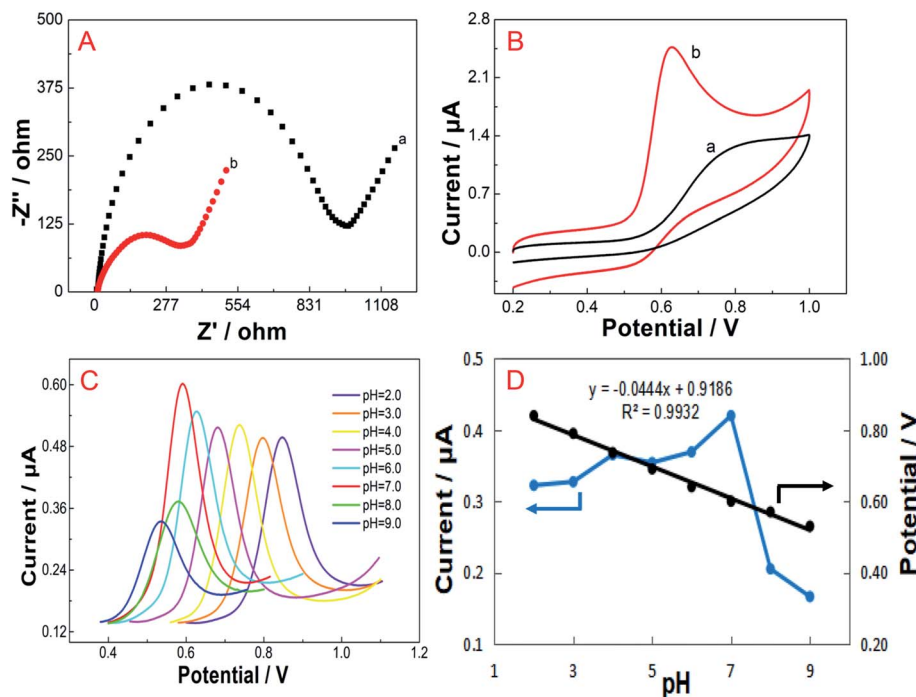 A
500
375
250
125
0
-Z'' / ohm
a
b
0
277
554
831
1108
Z' / ohm
B
2.8
2.1
1.4
0.7
0.0
Current / µA
b
a
0.2
0.4
0.6
0.8
1.0
Potential / V
C
0.60
0.48
0.36
0.24
0.12
Current / µA
pH=2.0
pH=3.0
pH=4.0
pH=5.0
pH=6.0
pH=7.0
pH=8.0
pH=9.0
0.4
0.6
0.8
1.0
1.2
Potential / V
D
0.5
0.4
0.3
0.2
0.1
Current / µA
y = -0.0444x + 0.9186
R² = 0.9932
1.00
0.80
0.60
0.40
0.20
Potential / V
1
3
5
7
9
pH